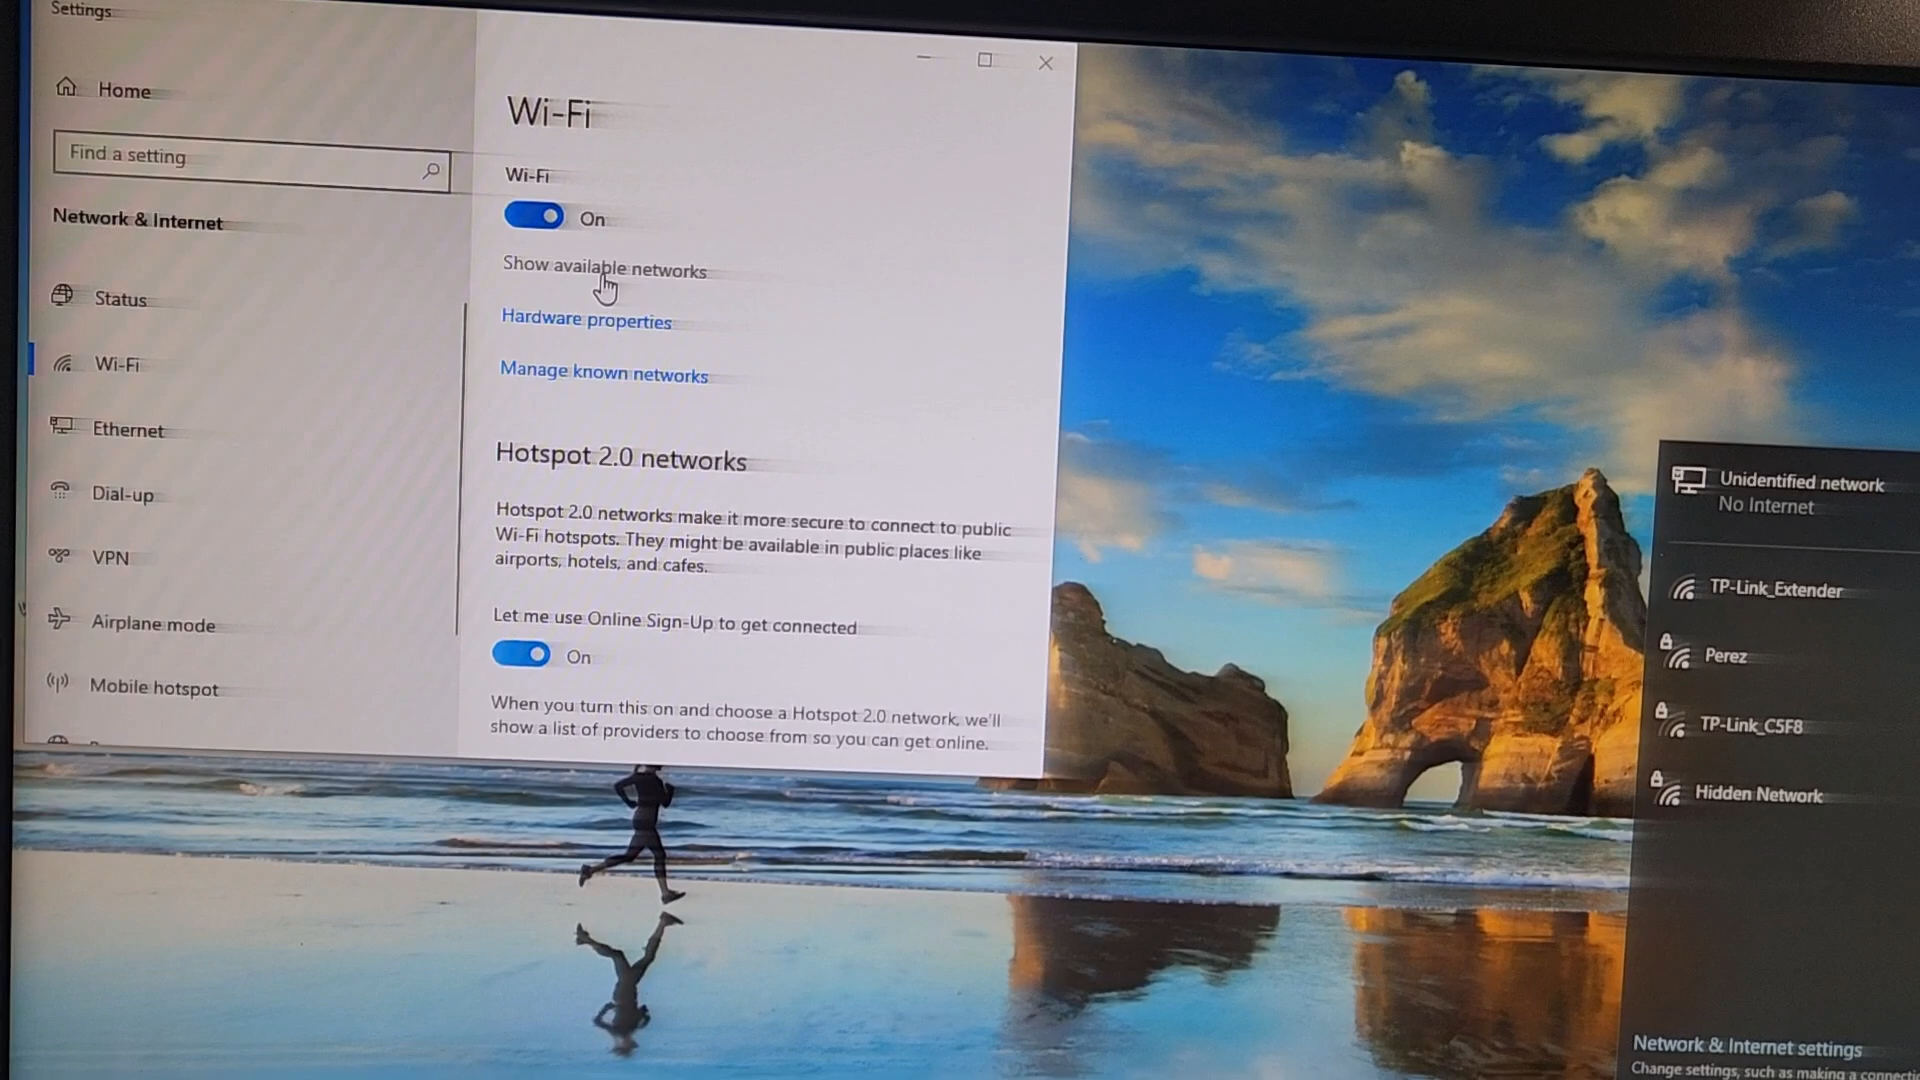 Settings
Home
Find a setting
Network & Internet
Status
Wi-Fi
Ethernet
Dial-up
VPN
Airplane mode
Mobile hotspot
Wi-Fi
Wi-Fi
On
Show available networks
Hardware properties
Manage known networks
Hotspot 2.0 networks
Hotspot 2.0 networks make it more secure to connect to public
Wi-Fi hotspots. They might be available in public places like
airports, hotels, and cafes.
Let me use Online Sign-Up to get connected
On
When you turn this on and choose a Hotspot 2.0 network, we'll
show a list of providers to choose from so you can get online.
Unidentified network
No Internet
TP-Link_Extender
Perez
TP-Link_C5F8
Hidden Network
Network & Internet settings
Change settings, such as making a